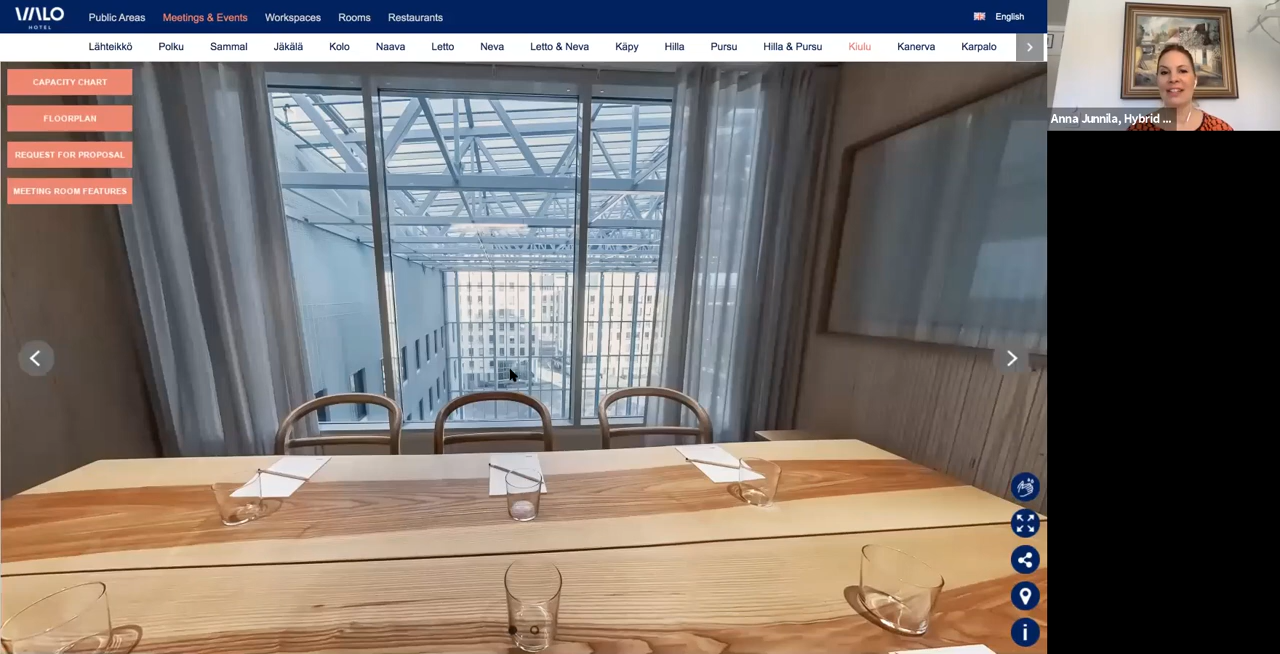 VALO
HOTEL
Public Areas Meetings & Events Workspaces Rooms Restaurants English
Lähteikkö Polku Sammal Jäkälä Kolo Naava Letto Neva Letto & Neva Käpy Hilla Pursu Hilla & Pursu Kiulu Kanerva Karpalo
CAPACITY CHART
FLOORPLAN
REQUEST FOR PROPOSAL
MEETING ROOM FEATURES
Anna Junnila, Hybrid ...